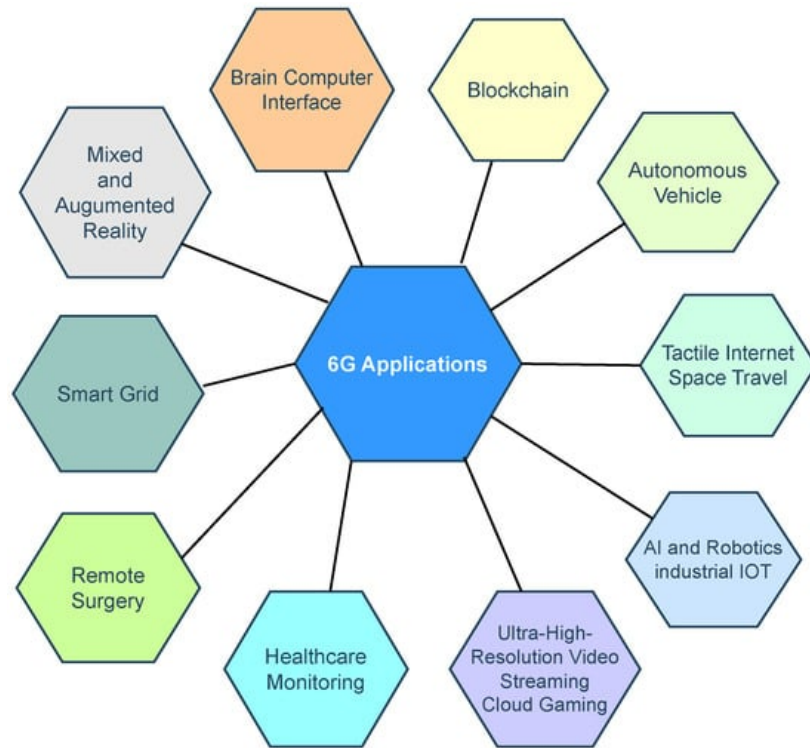 Brain Computer
Interface
Blockchain
Mixed
and
Augumented
Reality
Autonomous
Vehicle
6G Applications
Tactile Internet
Space Travel
Smart Grid
AI and Robotics
industrial IOT
Remote
Surgery
Healthcare
Monitoring
Ultra-High-
Resolution Video
Streaming
Cloud Gaming